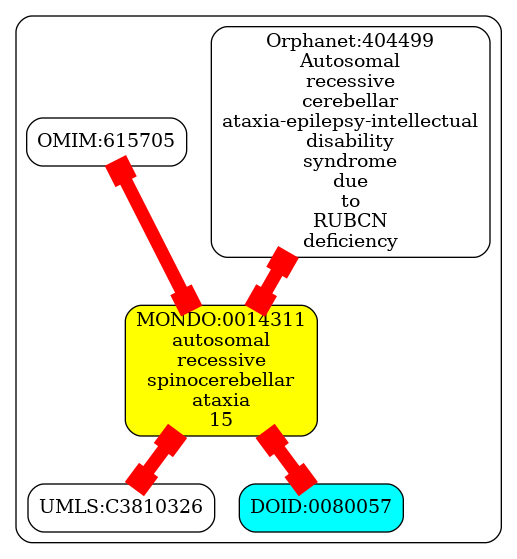 Orphanet:404499
Autosomal
recessive
cerebellar
ataxia-epilepsy-intellectual
disability
syndrome
due
to
RUBCN
deficiency
OMIM:615705
MONDO:0014311
autosomal
recessive
spinocerebellar
ataxia
15
UMLS:C3810326
DOID:0080057